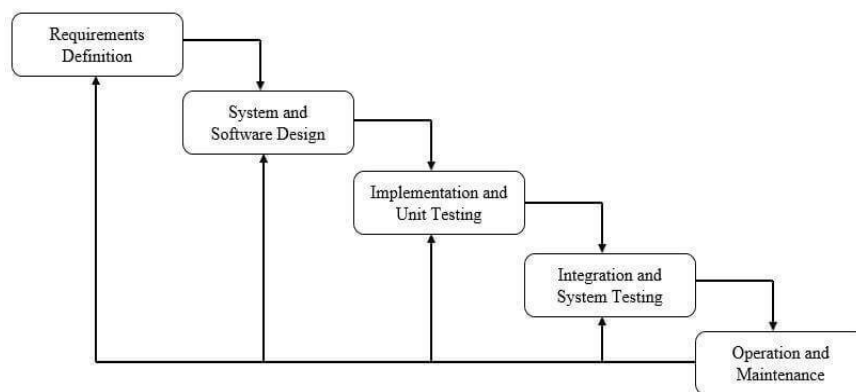 Requirements
Definition
System and
Software Design
Implementation and
Unit Testing
Integration and
System Testing
Operation and
Maintenance